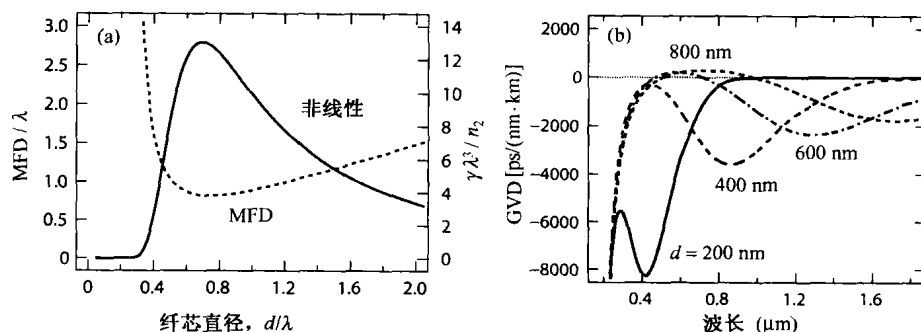 (a)
3.0
2.5
2.0
1.5
1.0
0.5
0
MFD / λ
非线性
MFD
14
12
10
8
6
4
2
0
γλ³/n₂
0 0.4 0.8 1.2 1.6 2.0
纤芯直径，d/λ
(b)
0
-2000
-4000
-6000
-8000
GVD [ps/(nm·km)]
800 nm
600 nm
400 nm
d = 200 nm
0.4 0.8 1.2 1.6
波长 (μm)